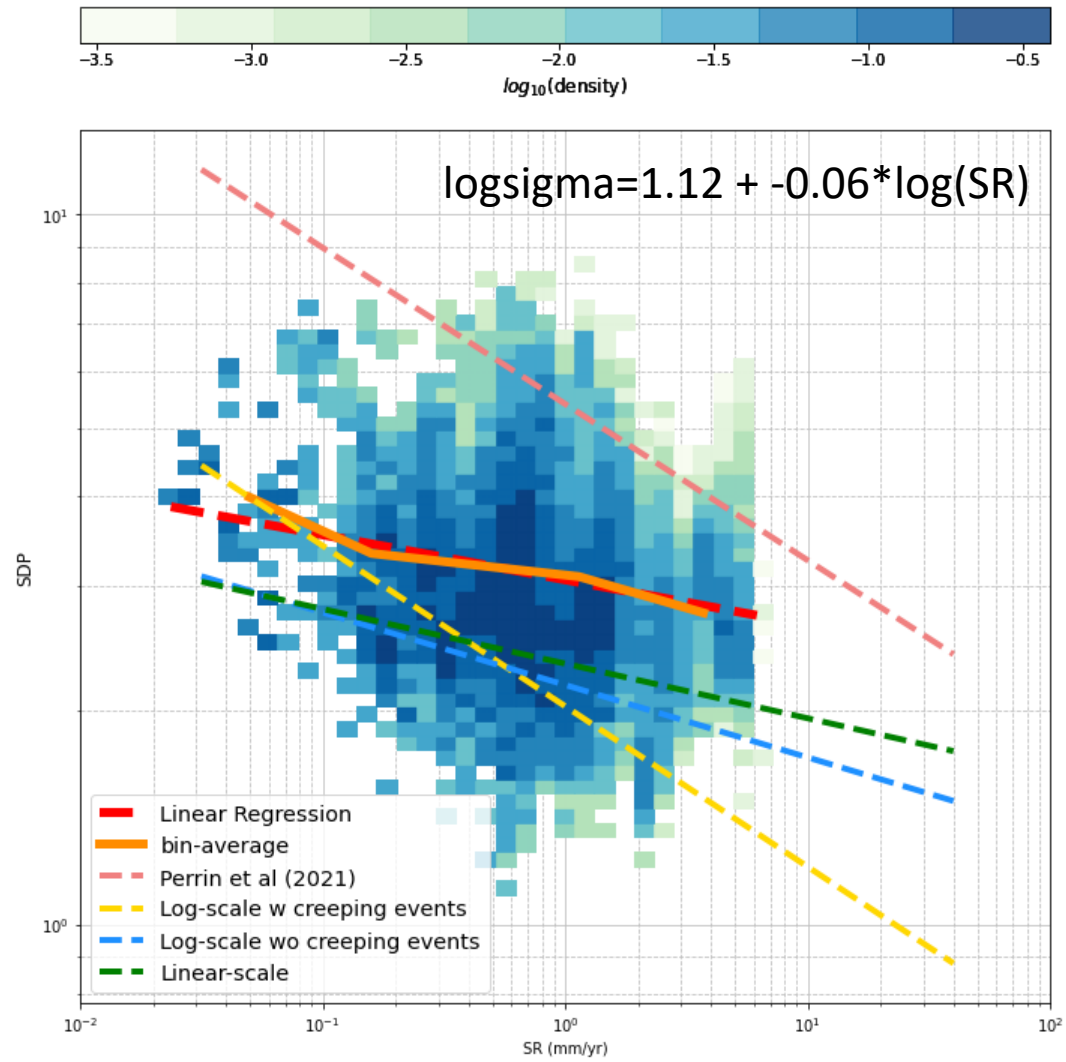 −3.5 −3.0 −2.5 −2.0 −1.5 −1.0 −0.5
log₁₀(density)
logsigma=1.12 + -0.06*log(SR)
10¹
SDP
10⁰
Linear Regression
bin-average
Perrin et al (2021)
Log-scale w creeping events
Log-scale wo creeping events
Linear-scale
10⁻² 10⁻¹ 10⁰ 10¹ 10²
SR (mm/yr)